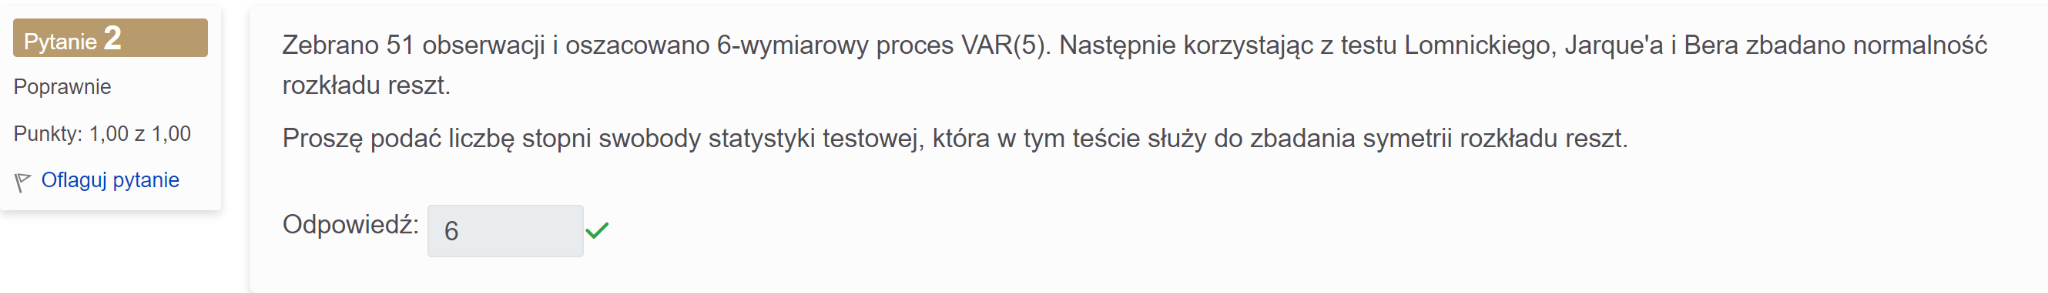 Pytanie 2
Poprawnie
Punkty: 1,00 z 1,00
Oflaguj pytanie
Zebrano 51 obserwacji i oszacowano 6-wymiarowy proces VAR(5). Następnie korzystając z testu Lomnickiego, Jarque'a i Bera zbadano normalność
rozkładu reszt.
Proszę podać liczbę stopni swobody statystyki testowej, która w tym teście służy do zbadania symetrii rozkładu reszt.
Odpowiedź: 6